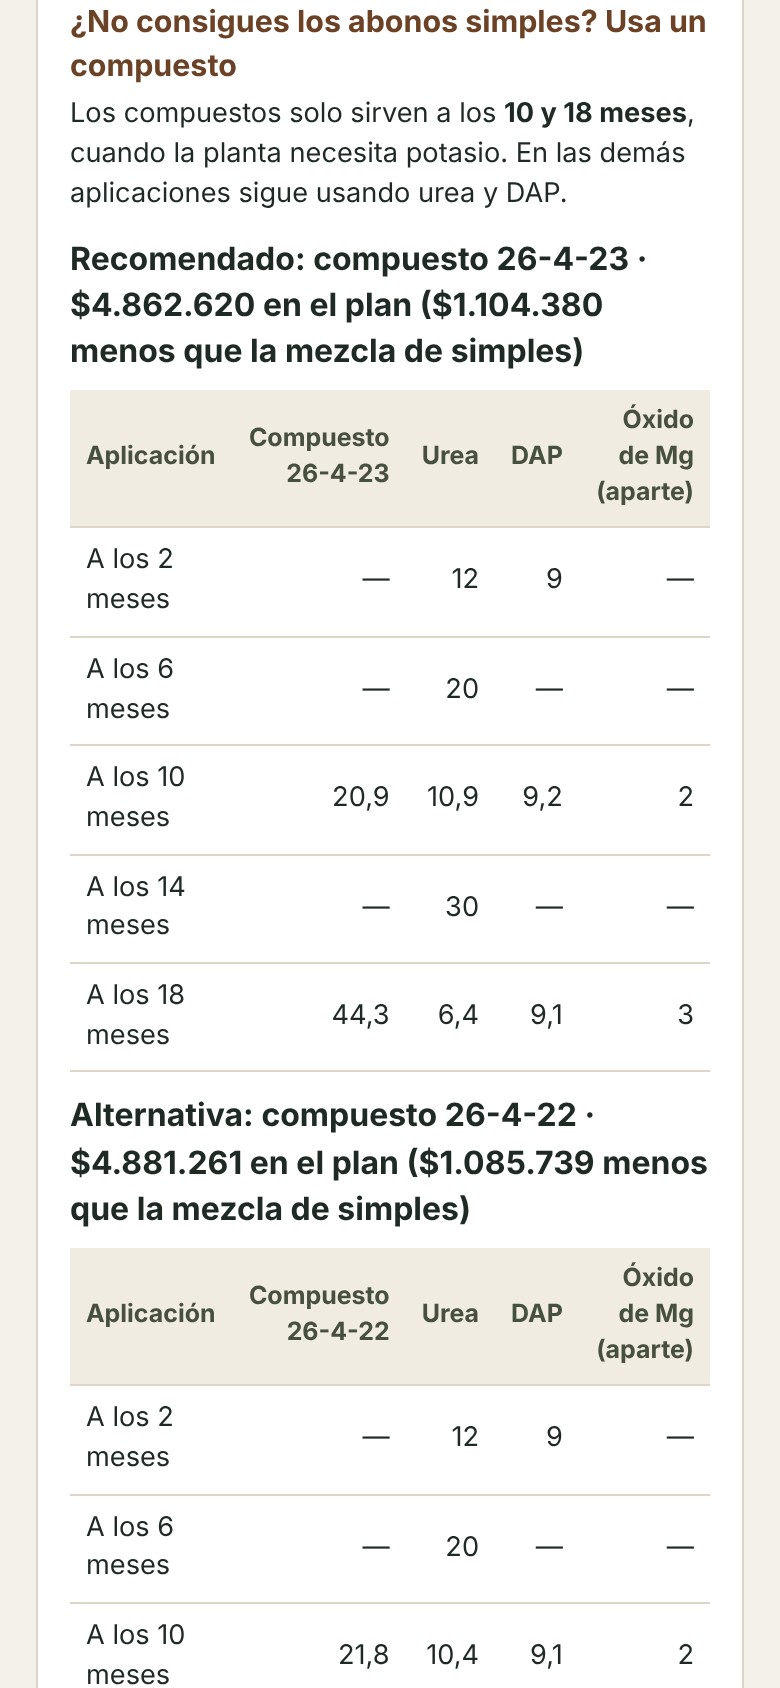 ¿No consigues los abonos simples? Usa un
compuesto
Los compuestos solo sirven a los 10 y 18 meses,
cuando la planta necesita potasio. En las demás
aplicaciones sigue usando urea y DAP.
Recomendado: compuesto 26-4-23 ·
$4.862.620 en el plan ($1.104.380
menos que la mezcla de simples)
Aplicación Compuesto 26-4-23 Urea DAP Óxido de Mg (aparte)
A los 2 meses — 12 9 —
A los 6 meses — 20 — —
A los 10 meses 20,9 10,9 9,2 2
A los 14 meses — 30 — —
A los 18 meses 44,3 6,4 9,1 3
Alternativa: compuesto 26-4-22 ·
$4.881.261 en el plan ($1.085.739 menos
que la mezcla de simples)
Aplicación Compuesto 26-4-22 Urea DAP Óxido de Mg (aparte)
A los 2 meses — 12 9 —
A los 6 meses — 20 — —
A los 10 meses 21,8 10,4 9,1 2